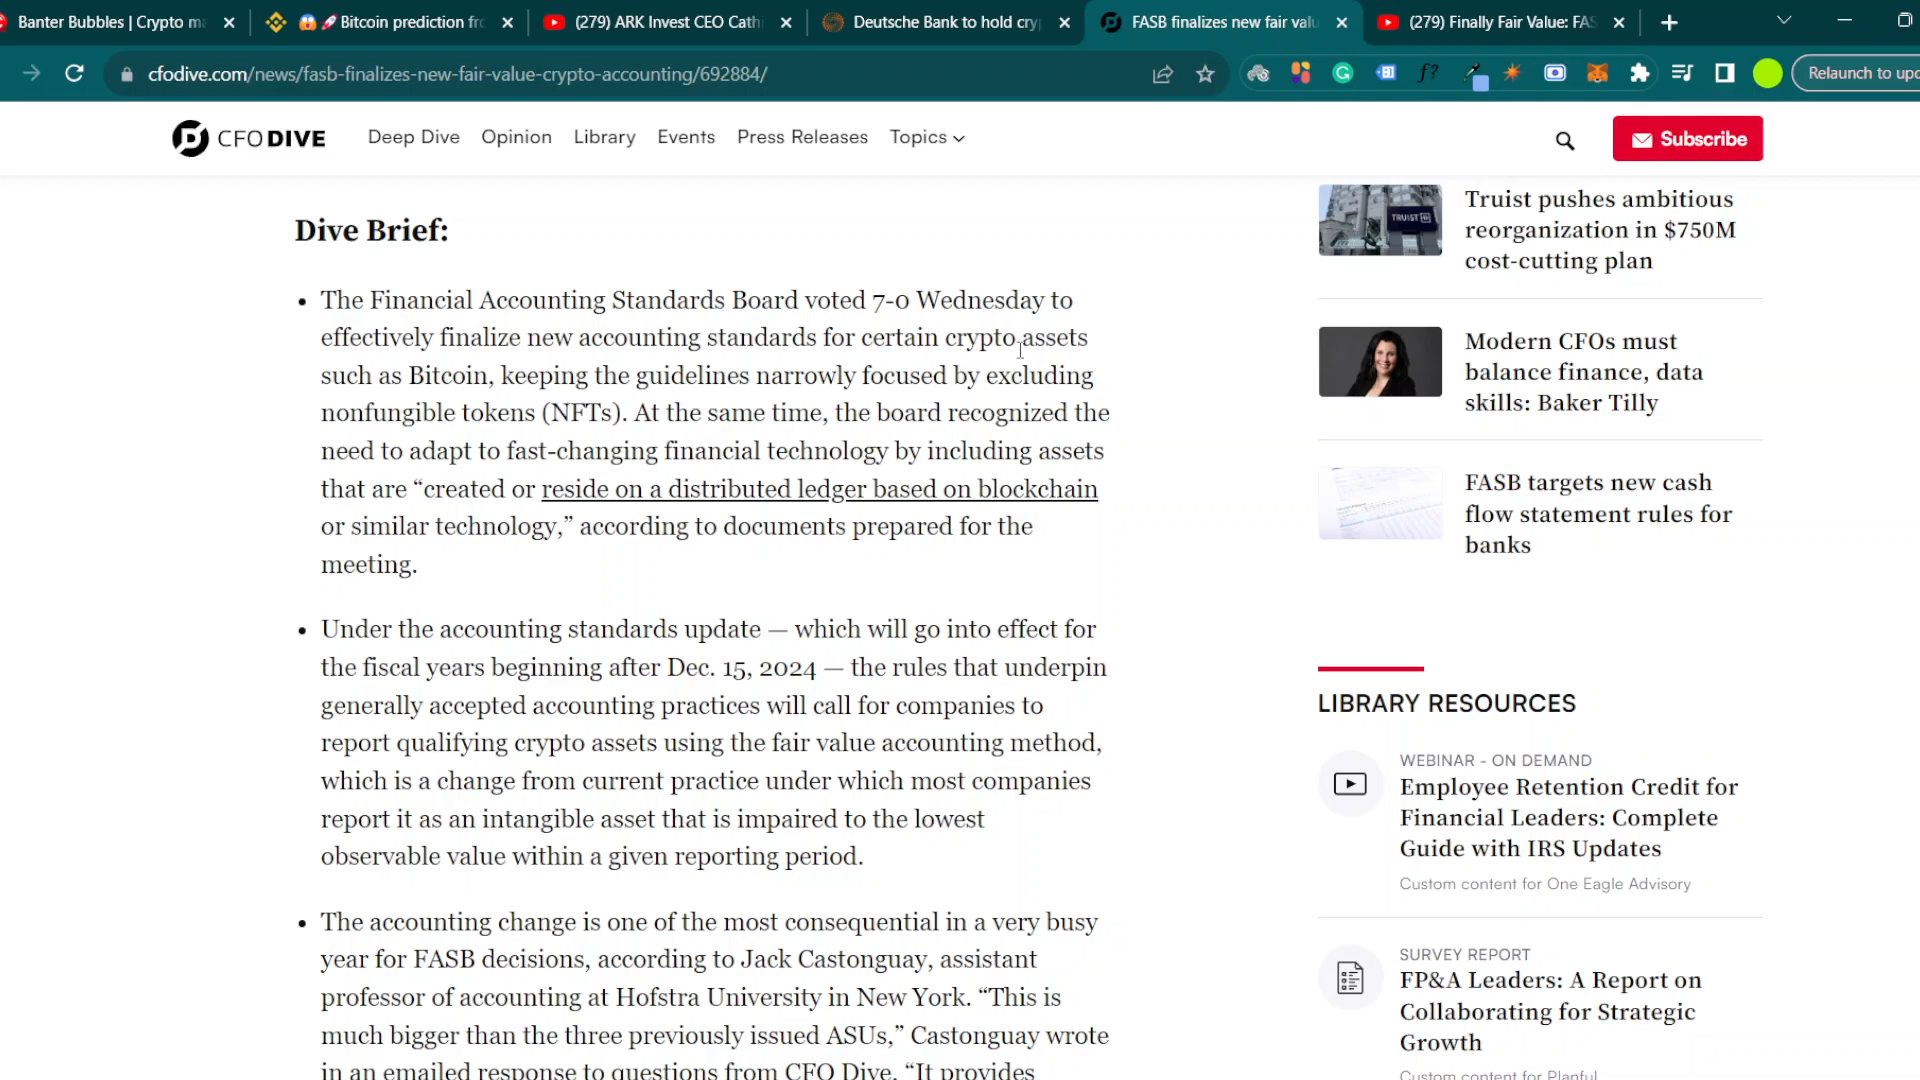 Banter Bubbles | Crypto ma
Bitcoin prediction fro
(279) ARK Invest CEO Cathi
Deutsche Bank to hold cryp
FASB finalizes new fair valu
(279) Finally Fair Value: FAS
cfodive.com/news/fasb-finalizes-new-fair-value-crypto-accounting/692884/
Relaunch to upd
CFO DIVE
Deep Dive
Opinion
Library
Events
Press Releases
Topics
Subscribe
Dive Brief:
• The Financial Accounting Standards Board voted 7-0 Wednesday to
effectively finalize new accounting standards for certain crypto assets
such as Bitcoin, keeping the guidelines narrowly focused by excluding
nonfungible tokens (NFTs). At the same time, the board recognized the
need to adapt to fast-changing financial technology by including assets
that are “created or reside on a distributed ledger based on blockchain
or similar technology,” according to documents prepared for the
meeting.
• Under the accounting standards update — which will go into effect for
the fiscal years beginning after Dec. 15, 2024 — the rules that underpin
generally accepted accounting practices will call for companies to
report qualifying crypto assets using the fair value accounting method,
which is a change from current practice under which most companies
report it as an intangible asset that is impaired to the lowest
observable value within a given reporting period.
• The accounting change is one of the most consequential in a very busy
year for FASB decisions, according to Jack Castonguay, assistant
professor of accounting at Hofstra University in New York. “This is
much bigger than the three previously issued ASUs,” Castonguay wrote
in an emailed response to questions from CFO Dive. “It provides
TRUIST
Truist pushes ambitious
reorganization in $750M
cost-cutting plan
Modern CFOs must
balance finance, data
skills: Baker Tilly
FASB targets new cash
flow statement rules for
banks
LIBRARY RESOURCES
WEBINAR - ON DEMAND
Employee Retention Credit for
Financial Leaders: Complete
Guide with IRS Updates
Custom content for One Eagle Advisory
SURVEY REPORT
FP&A Leaders: A Report on
Collaborating for Strategic
Growth
Custom content for Planful